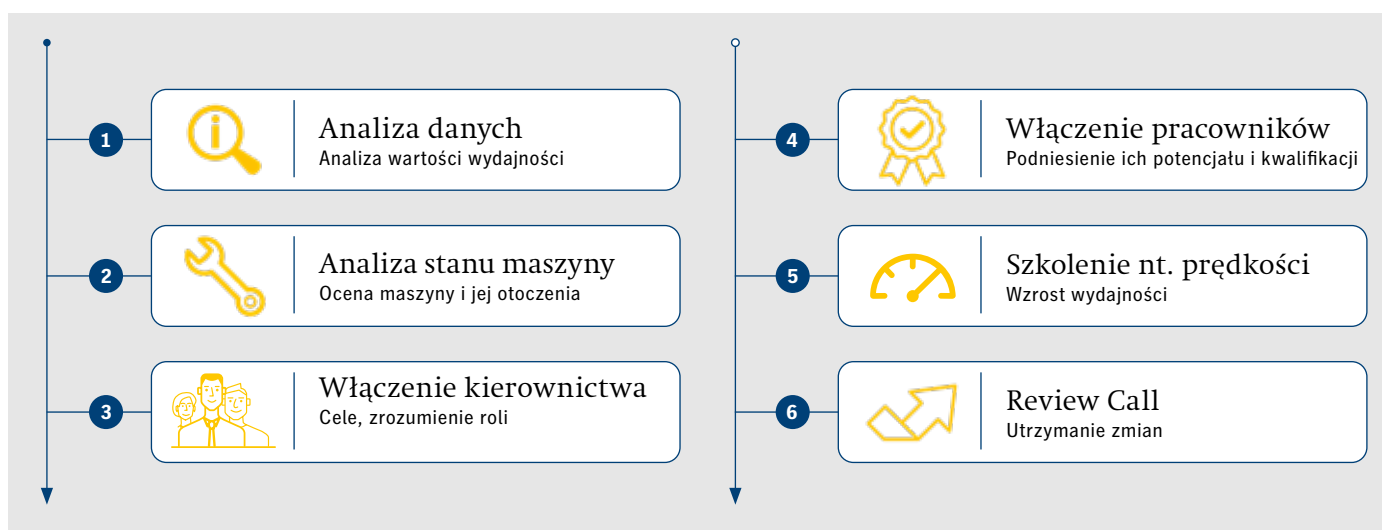 1
Analiza danych
Analiza wartości wydajności
2
Analiza stanu maszyny
Ocena maszyny i jej otoczenia
3
Włączenie kierownictwa
Cele, zrozumienie roli
4
Włączenie pracowników
Podniesienie ich potencjału i kwalifikacji
5
Szkolenie nt. prędkości
Wzrost wydajności
6
Review Call
Utrzymanie zmian